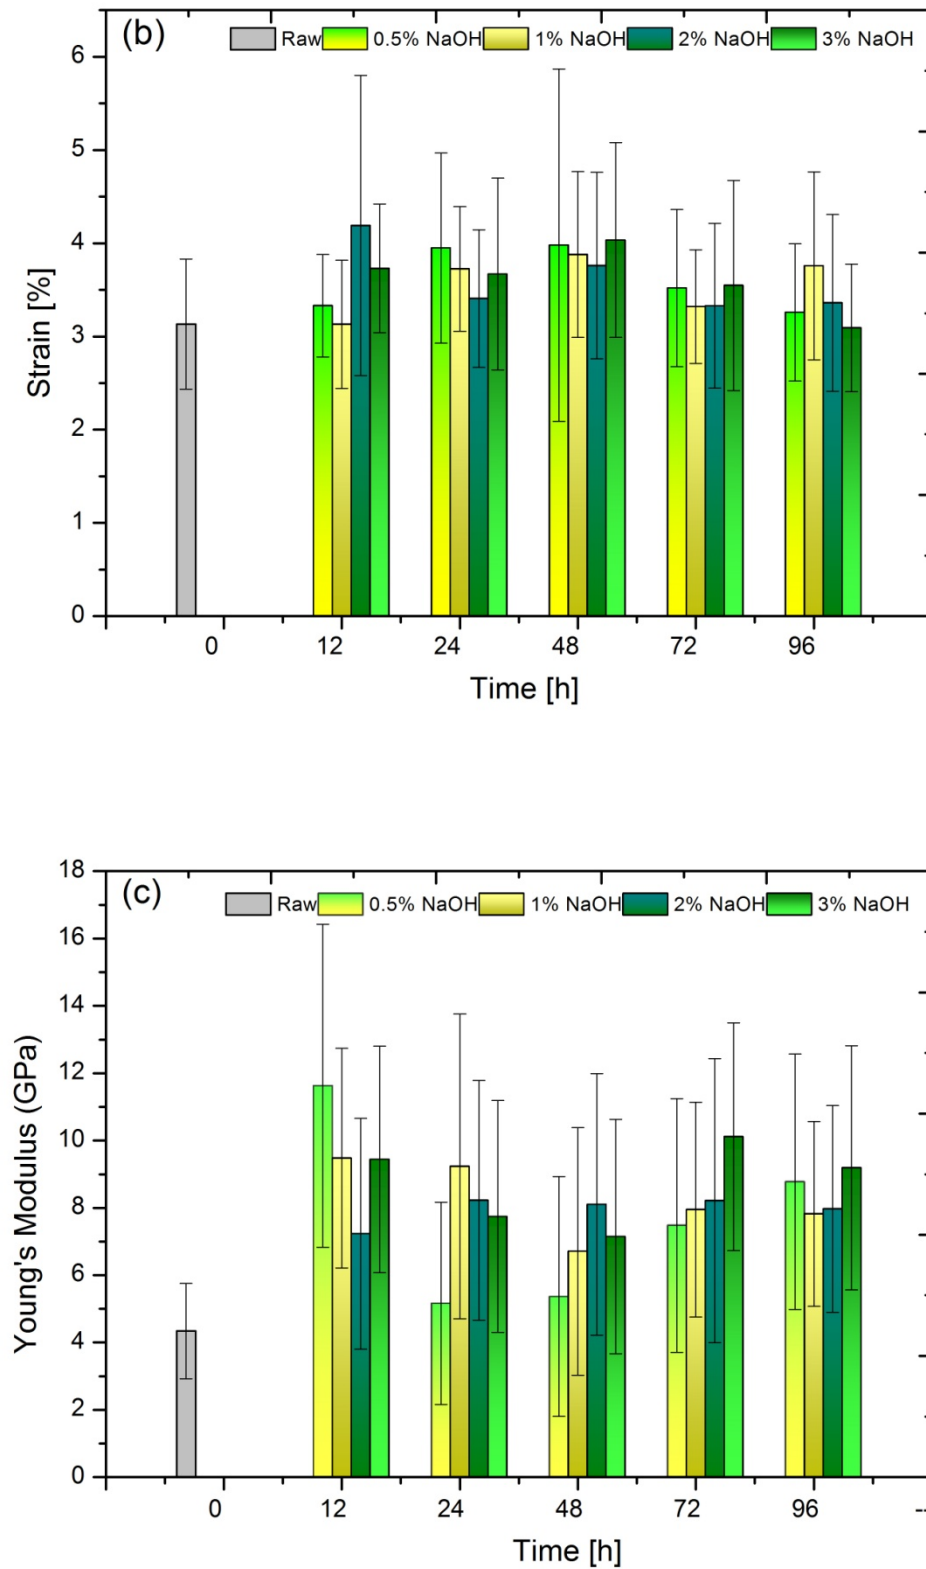 (b)
Raw 0.5% NaOH 1% NaOH 2% NaOH 3% NaOH
6
5
4
3
2
1
0
Strain [%]
0 12 24 48 72 96
Time [h]
(c)
Raw 0.5% NaOH 1% NaOH 2% NaOH 3% NaOH
18
16
14
12
10
8
6
4
2
0
Young's Modulus (GPa)
0 12 24 48 72 96 --
Time [h]